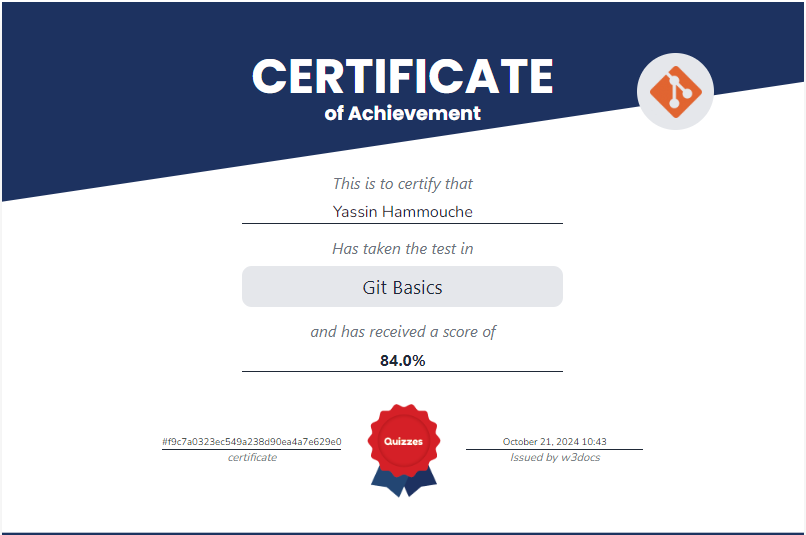 CERTIFICATE
of Achievement
This is to certify that
Yassin Hammouche
Has taken the test in
Git Basics
and has received a score of
84.0%
Quizzes
#f9c7a0323ec549a238d90ea4a7e629e0
certificate
October 21, 2024 10:43
Issued by w3docs